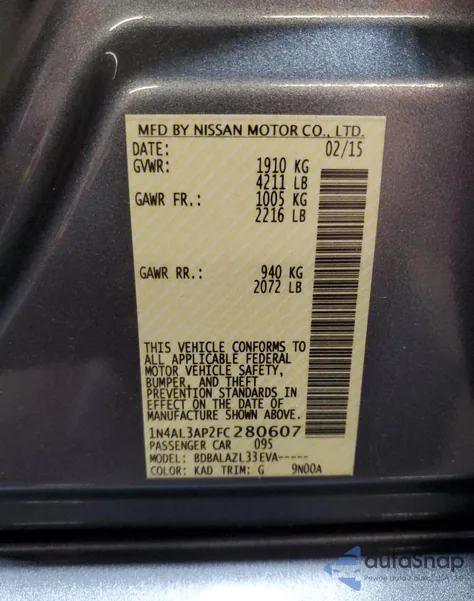 MFD BY NISSAN MOTOR CO., LTD.
DATE: 02/15
GVWR: 1910 KG
4211 LB
GAWR FR.: 1005 KG
2216 LB
GAWR RR.: 940 KG
2072 LB
THIS VEHICLE CONFORMS TO
ALL APPLICABLE FEDERAL
MOTOR VEHICLE SAFETY,
BUMPER, AND THEFT
PREVENTION STANDARDS IN
EFFECT ON THE DATE OF
MANUFACTURE SHOWN ABOVE.
1N4AL3AP2FC280607
PASSENGER CAR 095
MODEL: BDBALAZL33EVA-----
COLOR: KAD TRIM: G 9N00A
autoSnap